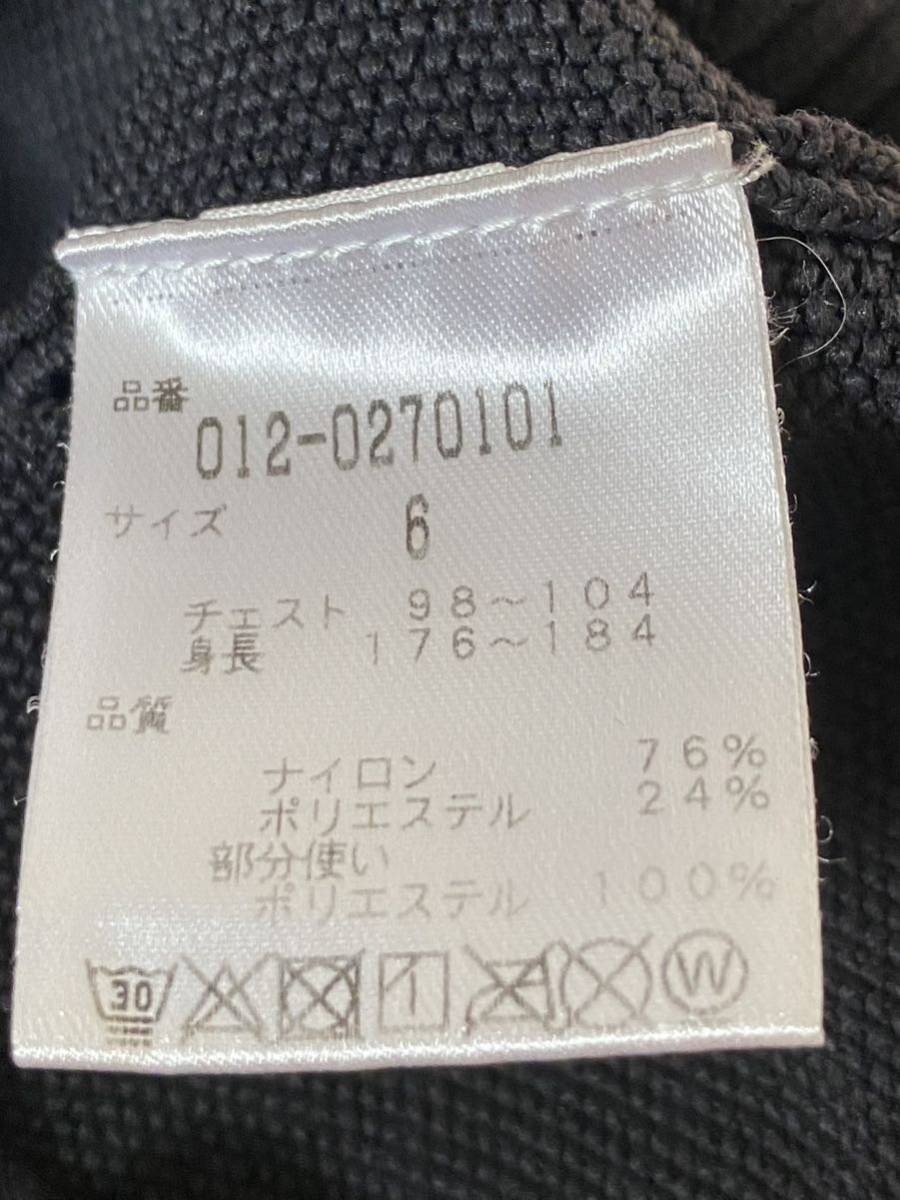 品番
012-0270101
サイズ 6
チェスト 98~104
身長 176~184
品質
ナイロン 76%
ポリエステル 24%
部分使い
ポリエステル 100%
30 W